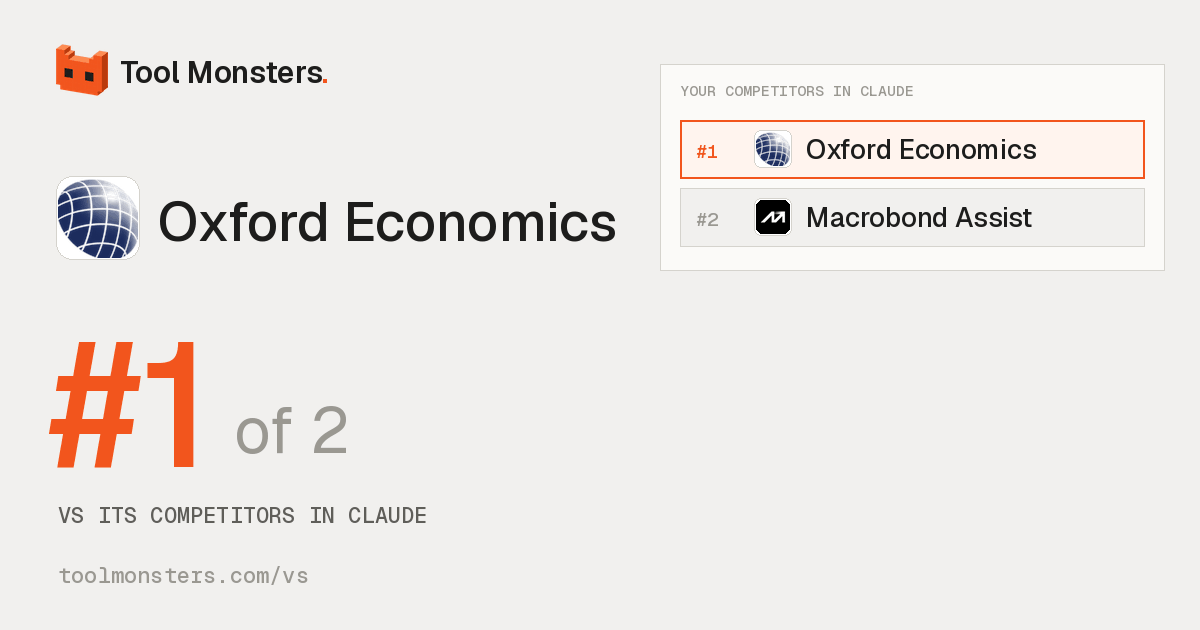 Tool Monsters.
Oxford Economics
#1 of 2
VS ITS COMPETITORS IN CLAUDE
toolmonsters.com/vs
YOUR COMPETITORS IN CLAUDE
#1 Oxford Economics
#2 Macrobond Assist